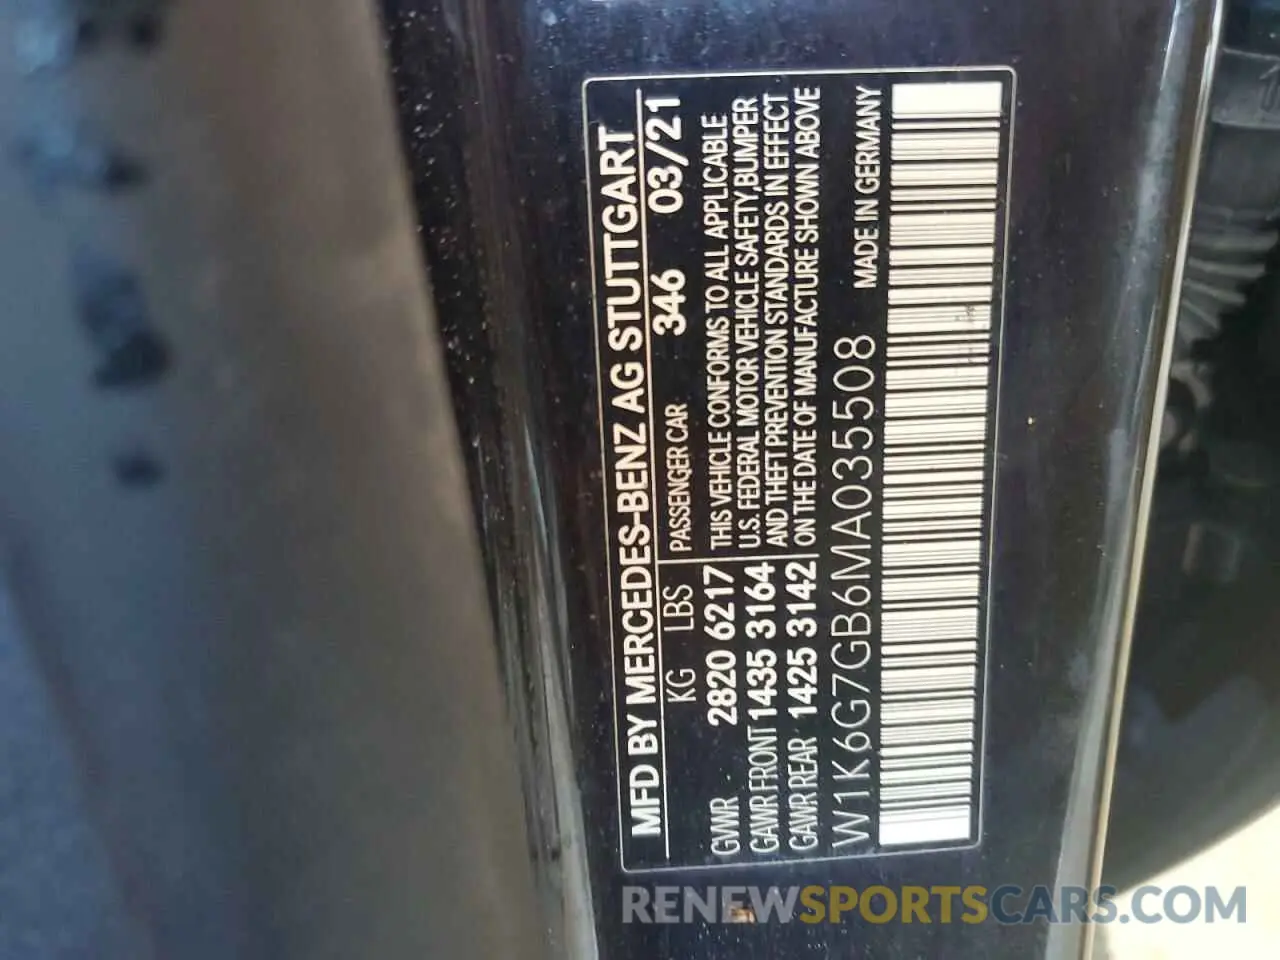 MFD BY MERCEDES-BENZ AG STUTTGART
KG LBS PASSENGER CAR 346 03/21
GVWR 2820 6217
GAWR FRONT 1435 3164
GAWR REAR 1425 3142
THIS VEHICLE CONFORMS TO ALL APPLICABLE
U.S. FEDERAL MOTOR VEHICLE SAFETY,BUMPER
AND THEFT PREVENTION STANDARDS IN EFFECT
ON THE DATE OF MANUFACTURE SHOWN ABOVE
W1K6G7GB6MA035508 MADE IN GERMANY
RENEWSPORTSCARS.COM